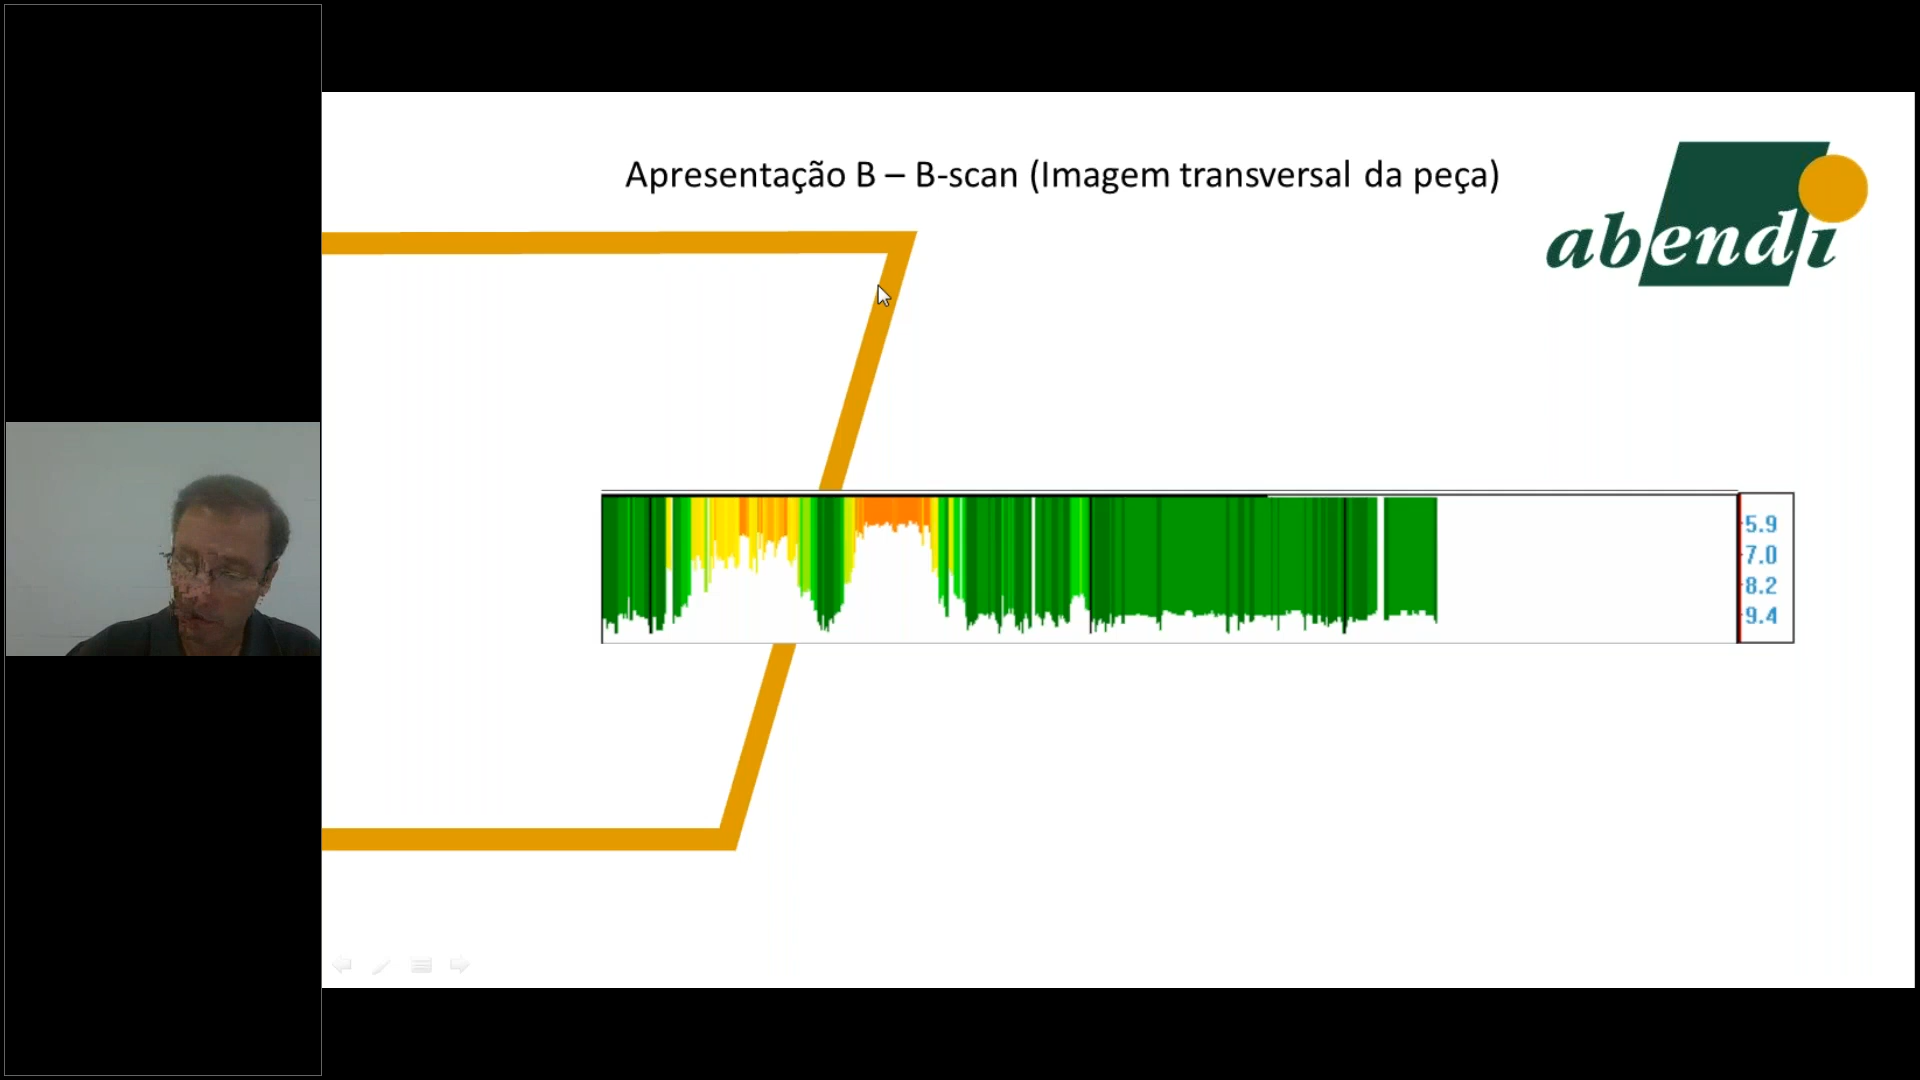 Apresentação B – B-scan (Imagem transversal da peça)
abendi
5.9
7.0
8.2
9.4